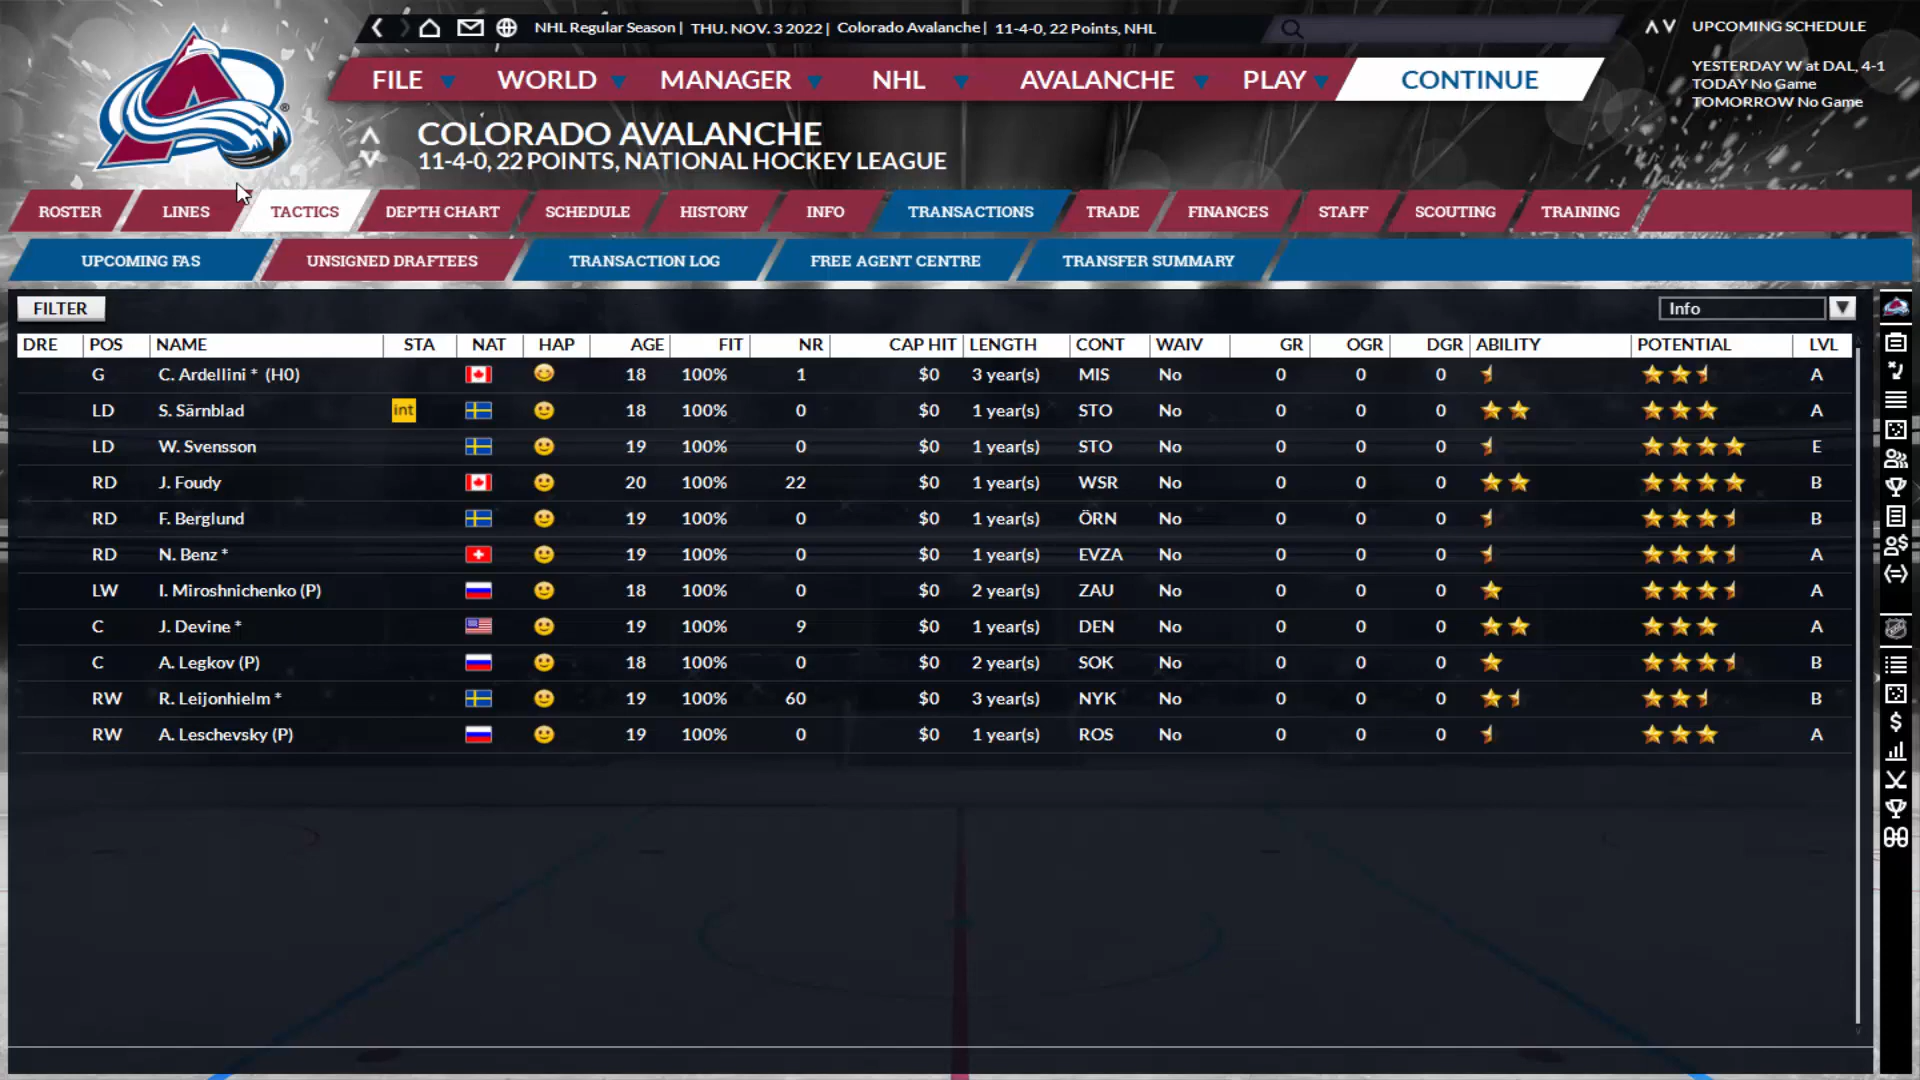 NHL Regular Season | THU. NOV. 3 2022 | Colorado Avalanche | 11-4-0, 22 Points, NHL
UPCOMING SCHEDULE
YESTERDAY W at DAL, 4-1
TODAY No Game
TOMORROW No Game
FILE WORLD MANAGER NHL AVALANCHE PLAY CONTINUE
COLORADO AVALANCHE
11-4-0, 22 POINTS, NATIONAL HOCKEY LEAGUE
ROSTER LINES TACTICS DEPTH CHART SCHEDULE HISTORY INFO TRANSACTIONS TRADE FINANCES STAFF SCOUTING TRAINING
UPCOMING FAS UNSIGNED DRAFTEES TRANSACTION LOG FREE AGENT CENTRE TRANSFER SUMMARY
FILTER Info
DRE POS NAME STA NAT HAP AGE FIT NR CAP HIT LENGTH CONT WAIV GR OGR DGR ABILITY POTENTIAL LVL
G C. Ardellini * (H0) 18 100% 1 $0 3 year(s) MIS No 0 0 0 A
LD S. Särnblad int 18 100% 0 $0 1 year(s) STO No 0 0 0 A
LD W. Svensson 19 100% 0 $0 1 year(s) STO No 0 0 0 E
RD J. Foudy 20 100% 22 $0 1 year(s) WSR No 0 0 0 B
RD F. Berglund 19 100% 0 $0 1 year(s) ÖRN No 0 0 0 B
RD N. Benz * 19 100% 0 $0 1 year(s) EVZA No 0 0 0 A
LW I. Miroshnichenko (P) 18 100% 0 $0 2 year(s) ZAU No 0 0 0 A
C J. Devine * 19 100% 9 $0 1 year(s) DEN No 0 0 0 A
C A. Legkov (P) 18 100% 0 $0 2 year(s) SOK No 0 0 0 B
RW R. Leijonhielm * 19 100% 60 $0 3 year(s) NYK No 0 0 0 B
RW A. Leschevsky (P) 19 100% 0 $0 1 year(s) ROS No 0 0 0 A